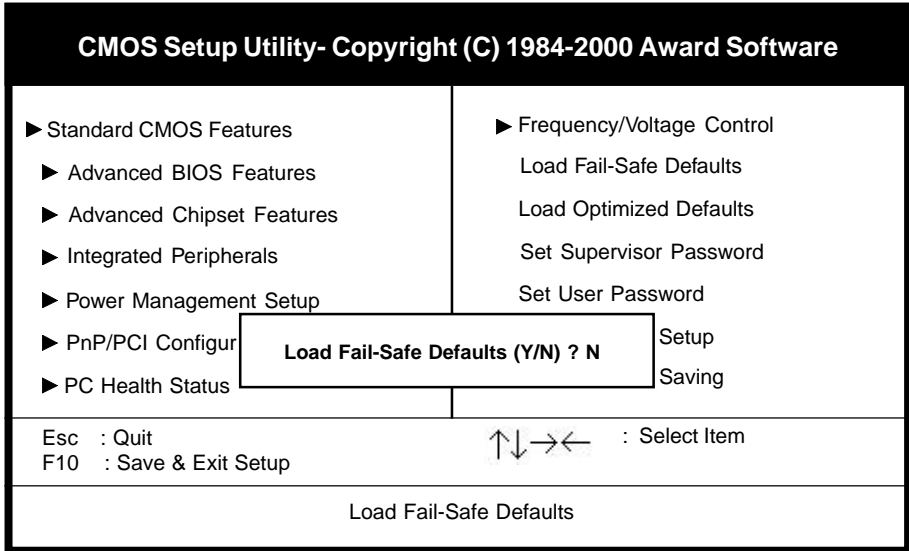 CMOS Setup Utility- Copyright (C) 1984-2000 Award Software
Standard CMOS Features
Advanced BIOS Features
Advanced Chipset Features
Integrated Peripherals
Power Management Setup
PnP/PCI Configur
PC Health Status
Frequency/Voltage Control
Load Fail-Safe Defaults
Load Optimized Defaults
Set Supervisor Password
Set User Password
Setup
Saving
Load Fail-Safe Defaults (Y/N) ? N
Esc : Quit
F10 : Save & Exit Setup
↑↓→← : Select Item
Load Fail-Safe Defaults